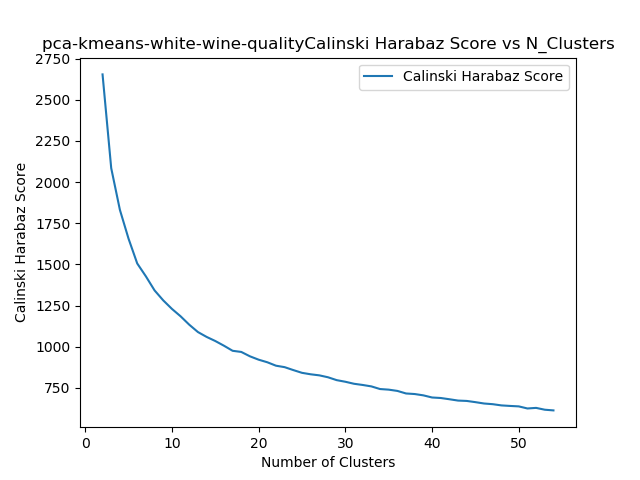 pca-kmeans-white-wine-qualityCalinski Harabaz Score vs N_Clusters
Calinski Harabaz Score
2750
2500
2250
2000
1750
1500
1250
1000
750
Calinski Harabaz Score
0 10 20 30 40 50
Number of Clusters